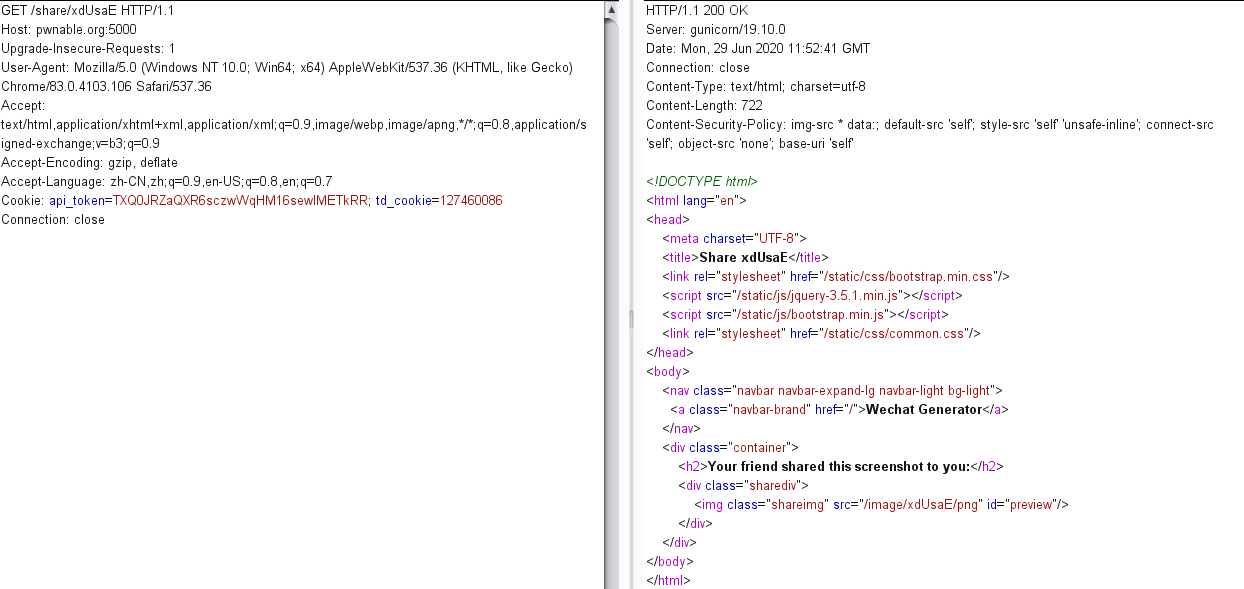 GET /share/xdUsaE HTTP/1.1
Host: pwnable.org:5000
Upgrade-Insecure-Requests: 1
User-Agent: Mozilla/5.0 (Windows NT 10.0; Win64; x64) AppleWebKit/537.36 (KHTML, like Gecko)
Chrome/83.0.4103.106 Safari/537.36
Accept:
text/html,application/xhtml+xml,application/xml;q=0.9,image/webp,image/apng,*/*;q=0.8,application/s
igned-exchange;v=b3;q=0.9
Accept-Encoding: gzip, deflate
Accept-Language: zh-CN,zh;q=0.9,en-US;q=0.8,en;q=0.7
Cookie: api_token=TXQ0JRZaQXR6sczwWqHM16sewIMETkRR; td_cookie=127460086
Connection: close
HTTP/1.1 200 OK
Server: gunicorn/19.10.0
Date: Mon, 29 Jun 2020 11:52:41 GMT
Connection: close
Content-Type: text/html; charset=utf-8
Content-Length: 722
Content-Security-Policy: img-src * data:; default-src 'self'; style-src 'self' 'unsafe-inline'; connect-src
'self'; object-src 'none'; base-uri 'self'
<!DOCTYPE html>
<html lang="en">
<head>
<meta charset="UTF-8">
<title>Share xdUsaE</title>
<link rel="stylesheet" href="/static/css/bootstrap.min.css"/>
<script src="/static/js/jquery-3.5.1.min.js"></script>
<script src="/static/js/bootstrap.min.js"></script>
<link rel="stylesheet" href="/static/css/common.css"/>
</head>
<body>
<nav class="navbar navbar-expand-lg navbar-light bg-light">
<a class="navbar-brand" href="/">Wechat Generator</a>
</nav>
<div class="container">
<h2>Your friend shared this screenshot to you:</h2>
<div class="sharediv">
<img class="shareimg" src="/image/xdUsaE/png" id="preview"/>
</div>
</div>
</body>
</html>